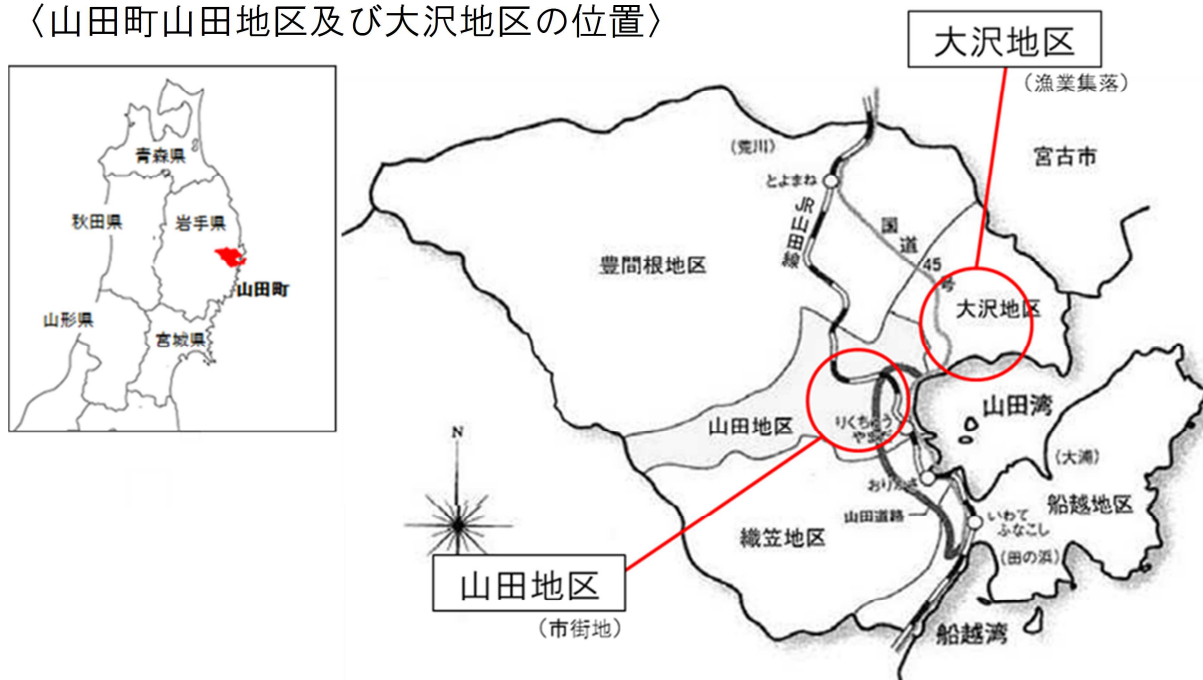 〈山田町山田地区及び大沢地区の位置〉
青森県
秋田県
岩手県
山田町
山形県
宮城県
大沢地区
（漁業集落）
宮古市
（荒川）
とよまね
JR山田線
国道45号
豊間根地区
大沢地区
山田湾
山田地区
りくちゅう
やまだ
（大浦）
おりかさ
船越地区
山田道路
いわて
ふなこし
織笠地区
（田の浜）
船越湾
N
山田地区
（市街地）